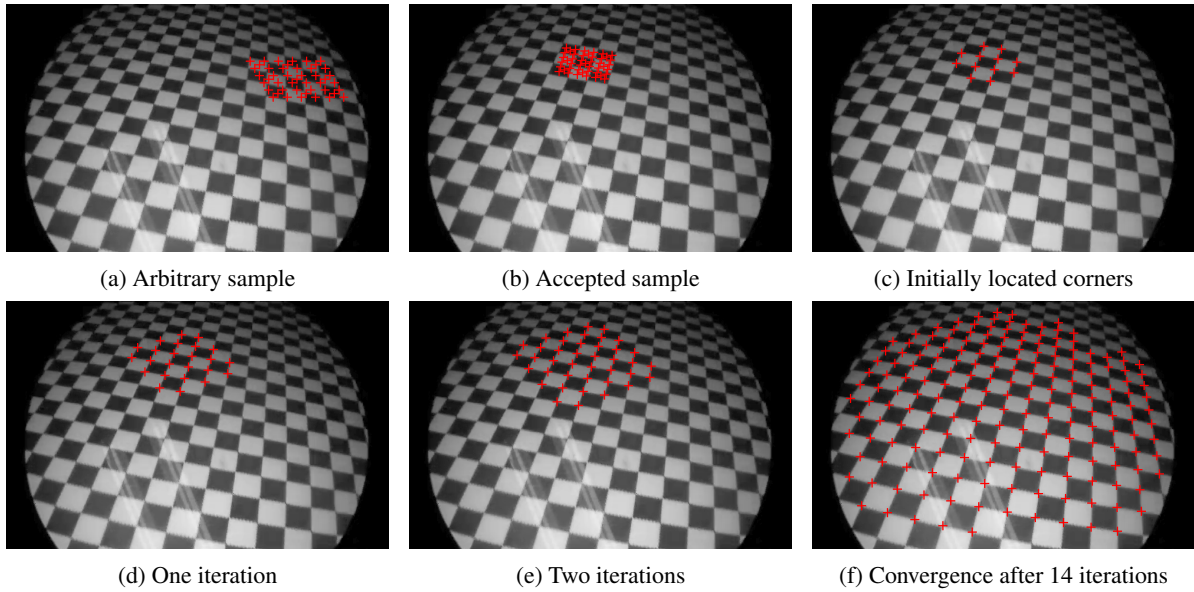 (a) Arbitrary sample
(b) Accepted sample
(c) Initially located corners
(d) One iteration
(e) Two iterations
(f) Convergence after 14 iterations